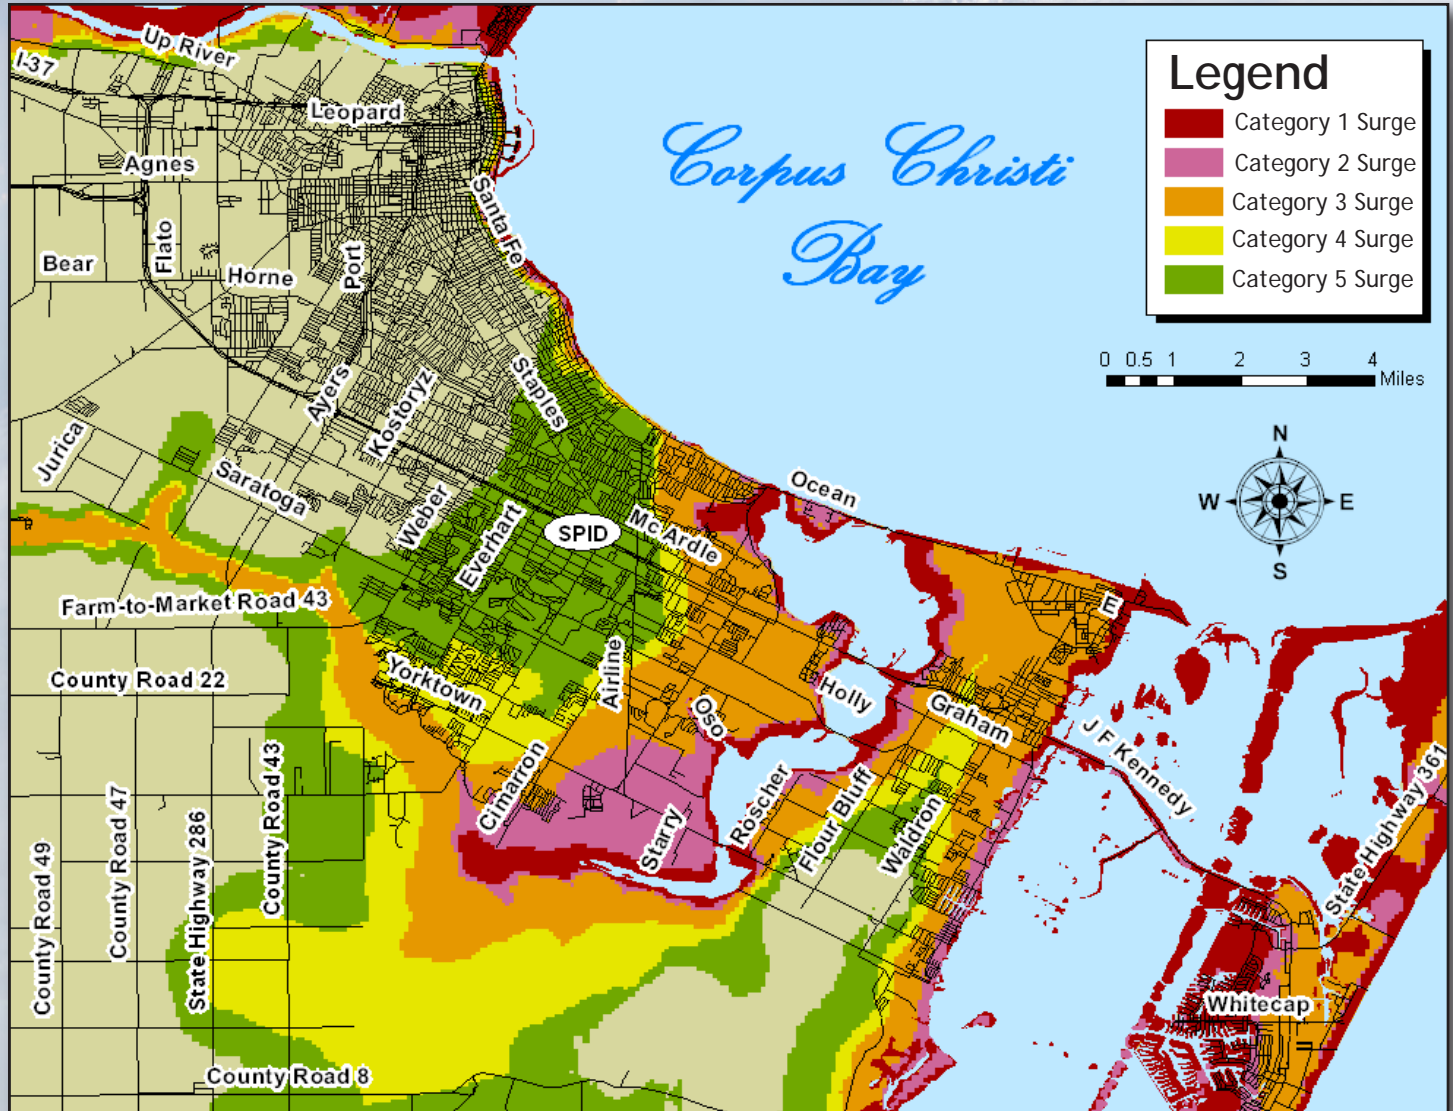 Up River
I-37
Leopard
Agnes
Santa Fe
Bear
Flato
Horne
Port
Corpus Christi
Bay
Legend
Category 1 Surge
Category 2 Surge
Category 3 Surge
Category 4 Surge
Category 5 Surge
0 0.5 1 2 3 4
Miles
N
W E
S
Staples
Ayers
Kostoryz
Jurica
Saratoga
Weber
Everhart
SPID
Mc Ardle
Ocean
Farm-to-Market Road 43
E
County Road 22
Yorktown
Airline
Oso
Holly
Graham
J F Kennedy
State Highway 361
County Road 49
County Road 47
State Highway 286
County Road 43
Cimarron
Starry
Roscher
Flour Bluff
Waldron
Whitecap
County Road 8